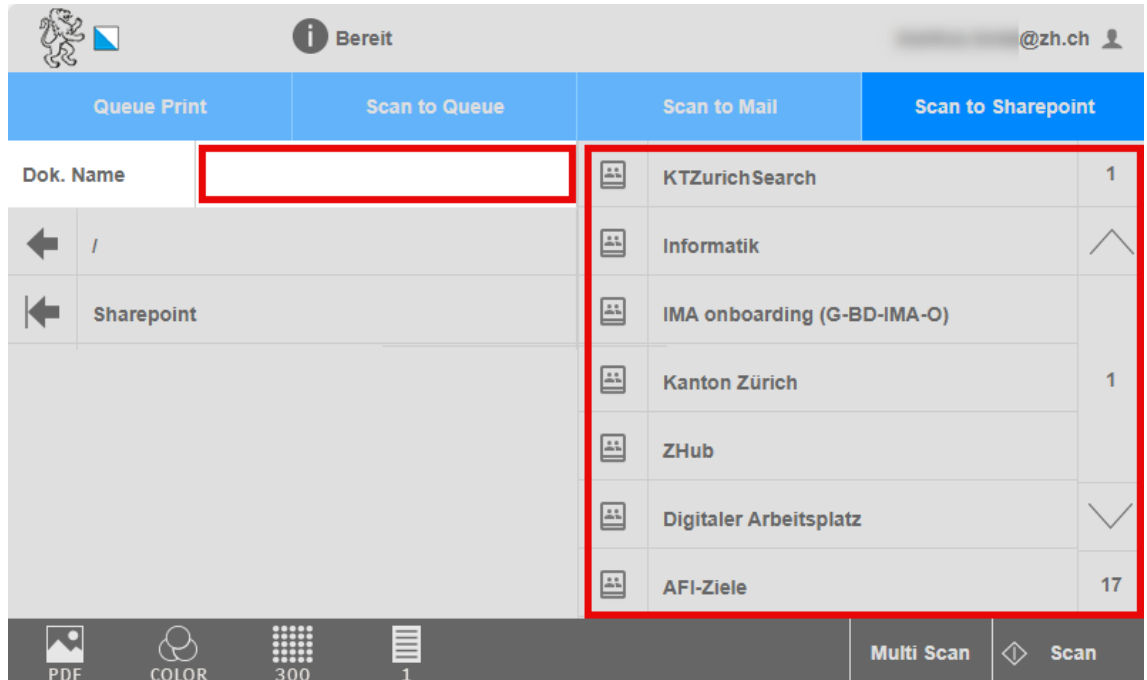 Bereit
@zh.ch
Queue Print
Scan to Queue
Scan to Mail
Scan to Sharepoint
Dok. Name
/
Sharepoint
KTZurichSearch
1
Informatik
IMA onboarding (G-BD-IMA-O)
Kanton Zürich
1
ZHub
Digitaler Arbeitsplatz
AFI-Ziele
17
PDF
COLOR
300
1
Multi Scan
Scan